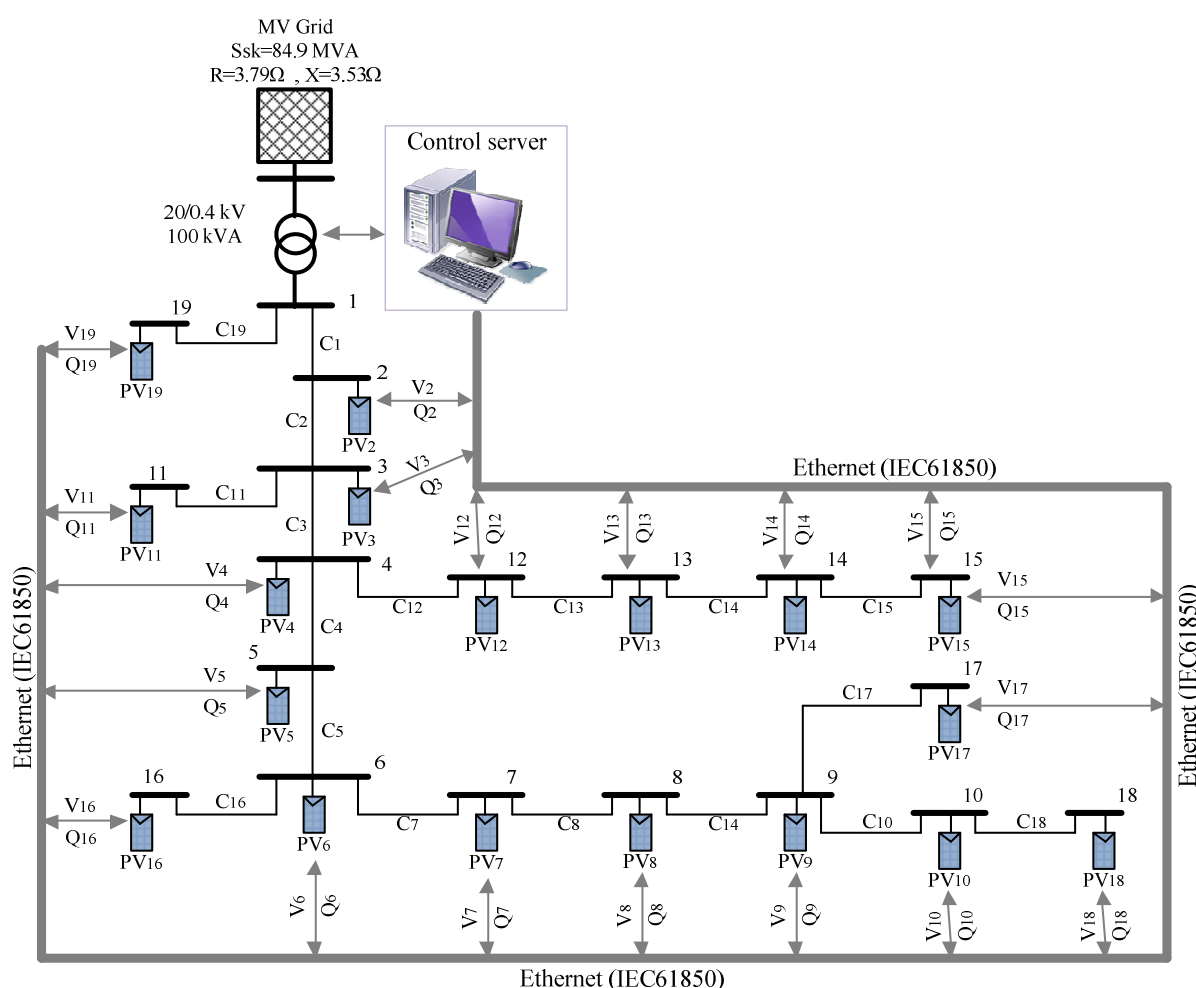 MV Grid
Ssk=84.9 MVA
R=3.79Ω , X=3.53Ω
Control server
20/0.4 kV
100 kVA
1
19
C19
V19
Q19
PV19
C1
2
V2
Q2
PV2
C2
3
V3
Q3
PV3
11
C11
V11
Q11
PV11
C3
Ethernet (IEC61850)
V12
Q12
V13
Q13
V14
Q14
V15
Q15
4
V4
Q4
PV4
C12
12
PV12
C13
13
PV13
C14
14
PV14
C15
15
PV15
V15
Q15
C4
5
V5
Q5
PV5
C5
17
C17
V17
Q17
PV17
Ethernet (IEC61850)
Ethernet (IEC61850)
6
16
C16
V16
Q16
PV16
PV6
C7
7
PV7
C8
8
PV8
C14
9
PV9
C10
10
PV10
C18
18
PV18
V6
Q6
V7
Q7
V8
Q8
V9
Q9
V10
Q10
V18
Q18
Ethernet (IEC61850)